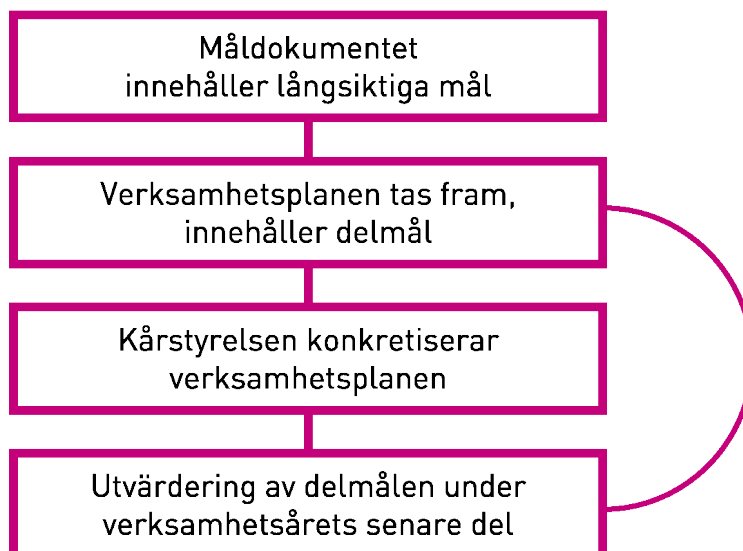 Måldokumentet
innehåller långsiktiga mål
Verksamhetsplanen tas fram,
innehåller delmål
Kårstyrelsen konkretiserar
verksamhetsplanen
Utvärdering av delmålen under
verksamhetsårets senare del